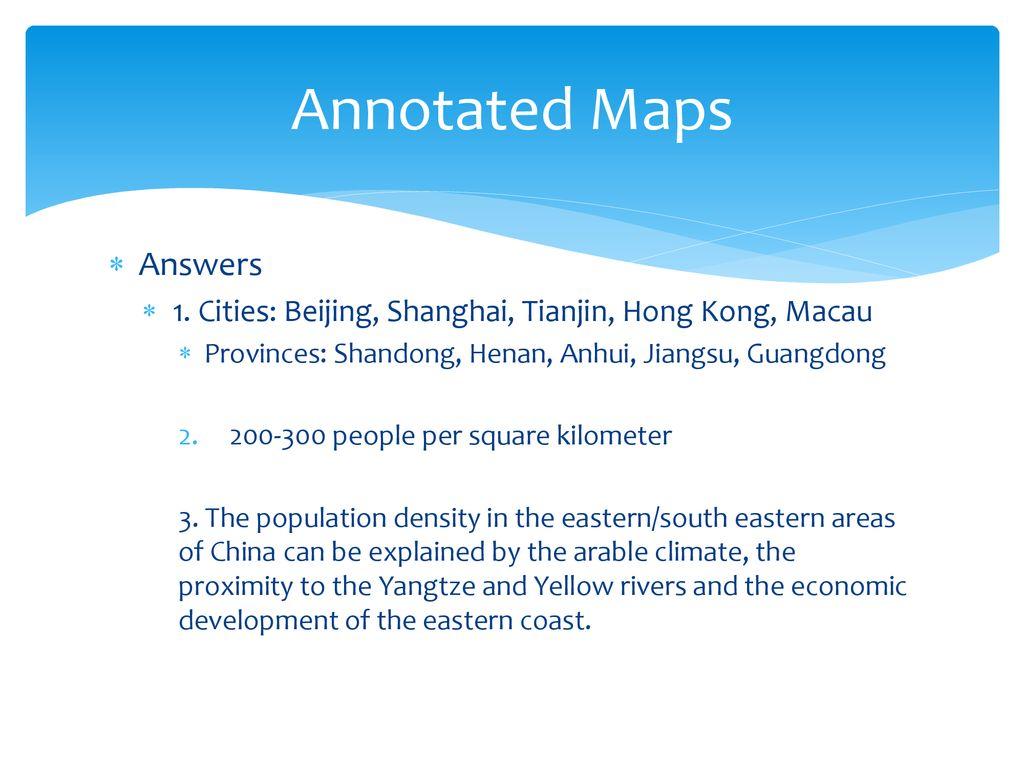 Annotated Maps
* Answers
* 1. Cities: Beijing, Shanghai, Tianjin, Hong Kong, Macau
* Provinces: Shandong, Henan, Anhui, Jiangsu, Guangdong
2. 200-300 people per square kilometer
3. The population density in the eastern/south eastern areas
of China can be explained by the arable climate, the
proximity to the Yangtze and Yellow rivers and the economic
development of the eastern coast.